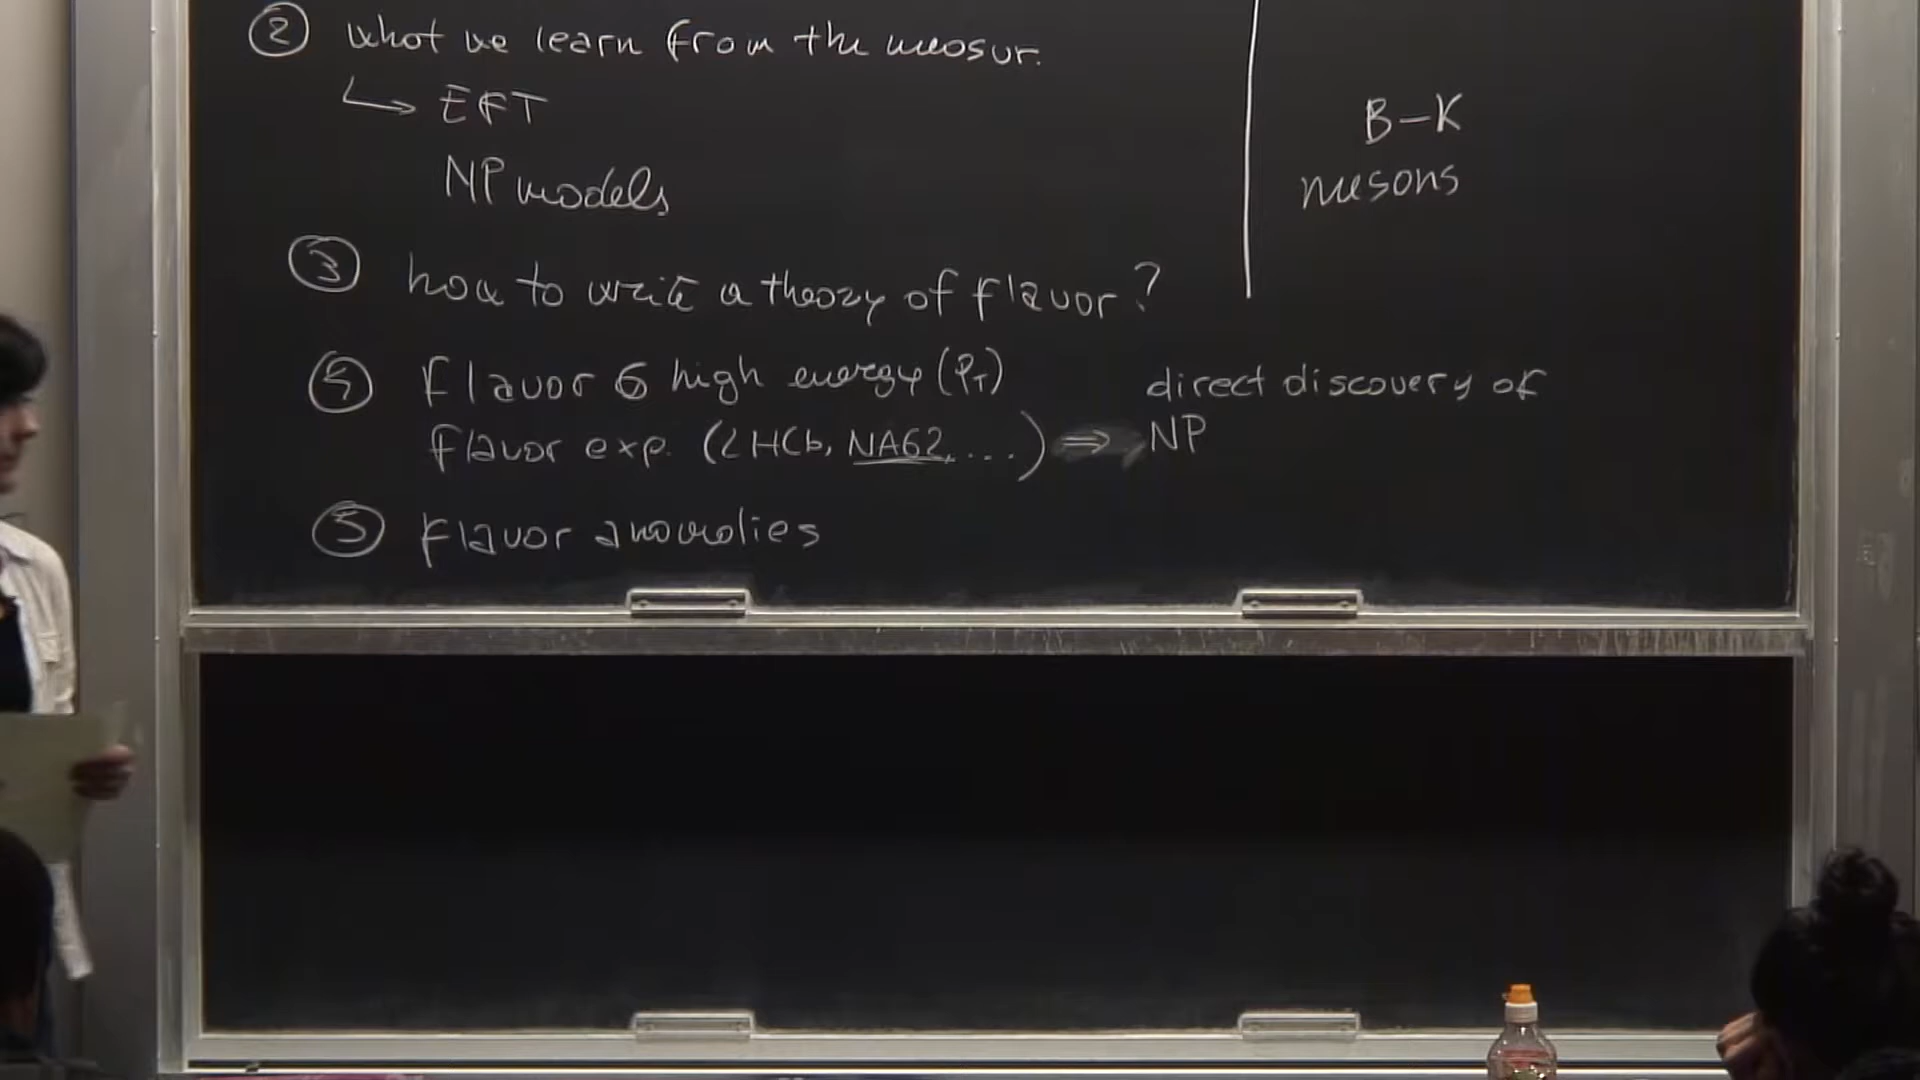 ② what we learn from the measur.
↳ EFT
NP models
B-K
mesons
③ how to write a theory of flavor?
④ flavor & high energy (PT)
flavor exp. (LHCb, NA62, ....) ⇒ direct discovery of
NP
⑤ flavor anomalies